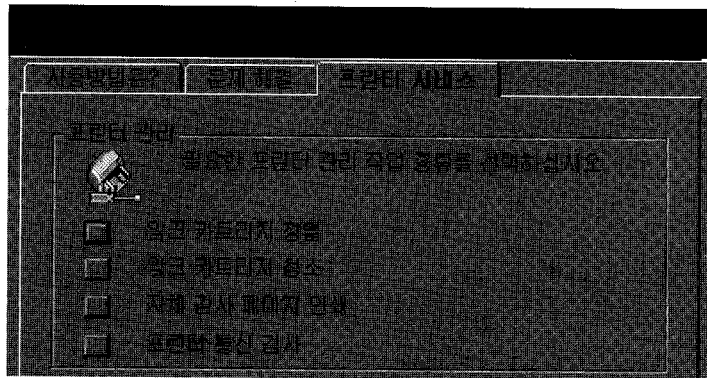 사용방법은? 문제 해결 프린터 서비스
프린터 관리
필요한 프린터 관리 작업 종류를 선택하십시오
잉크 카트리지 정렬
잉크 카트리지 청소
자체 검사 페이지 인쇄
프린터 통신 검사